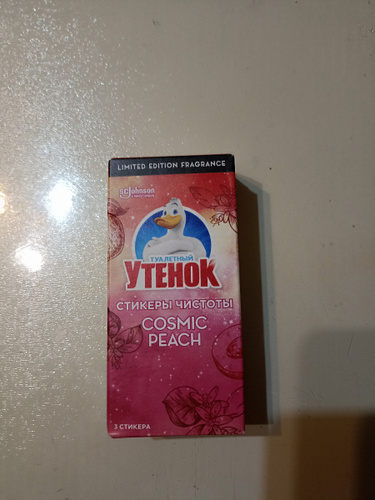 LIMITED EDITION FRAGRANCE
SC Johnson
ТУАЛЕТНЫЙ
УТЕНОК
СТИКЕРЫ ЧИСТОТЫ
COSMIC
PEACH
3 СТИКЕРА